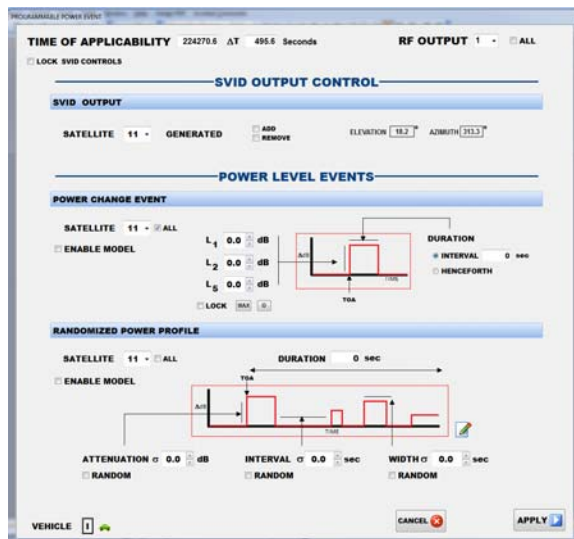 PROGRAMMABLE POWER EVENT
TIME OF APPLICABILITY 224270.6 ΔT 495.6 Seconds RF OUTPUT 1 ALL
LOCK SVID CONTROLS
SVID OUTPUT CONTROL
SVID OUTPUT
SATELLITE 11 GENERATED ADD REMOVE ELEVATION 18.2 ° AZIMUTH 313.3 °
POWER LEVEL EVENTS
POWER CHANGE EVENT
SATELLITE 11 ALL
ENABLE MODEL
L1 0.0 dB
L2 0.0 dB
L5 0.0 dB
LOCK MAX 0
ΔdB
TIME
TOA
DURATION
INTERVAL 0 sec
HENCEFORTH
RANDOMIZED POWER PROFILE
SATELLITE 11 ALL DURATION 0 sec
ENABLE MODEL
TOA
ΔdB
TIME
ATTENUATION σ 0.0 dB INTERVAL σ 0.0 sec WIDTH σ 0.0 sec
RANDOM RANDOM RANDOM
VEHICLE 1 CANCEL APPLY